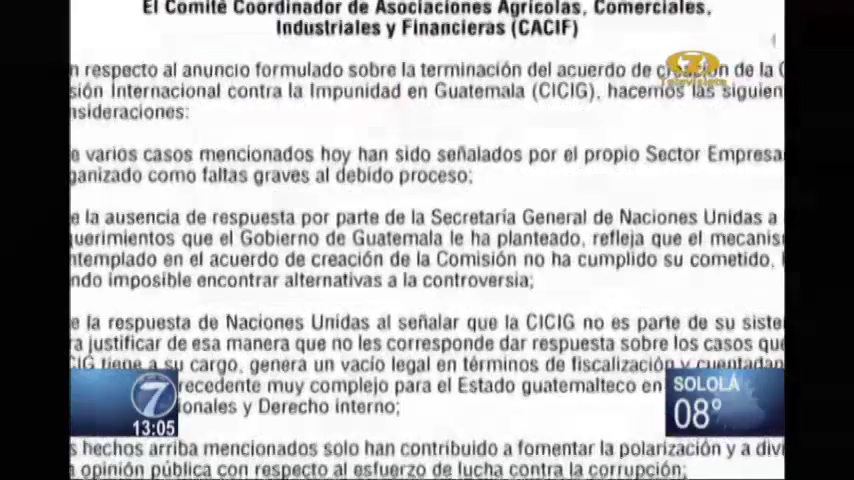 El Comité Coordinador de Asociaciones Agrícolas, Comerciales,
Industriales y Financieras (CACIF)
n respecto al anuncio formulado sobre la terminación del acuerdo de creación de la C
7
Televisiete
sión Internacional contra la Impunidad en Guatemala (CICIG), hacemos las siguien
nsideraciones:
e varios casos mencionados hoy han sido señalados por el propio Sector Empresa
ganizado como faltas graves al debido proceso;
e la ausencia de respuesta por parte de la Secretaría General de Naciones Unidas a
querimientos que el Gobierno de Guatemala le ha planteado, refleja que el mecanis
ntemplado en el acuerdo de creación de la Comisión no ha cumplido su cometido,
ndo imposible encontrar alternativas a la controversia;
e la respuesta de Naciones Unidas al señalar que la CICIG no es parte de su siste
ra justificar de esa manera que no les corresponde dar respuesta sobre los casos que
CIG tiene a su cargo, genera un vacío legal en términos de fiscalización y cuentadan
recedente muy complejo para el Estado guatemalteco en
ionales y Derecho interno;
7
13:05
SOLOLÁ
08°
s hechos arriba mencionados solo han contribuido a fomentar la polarización y a divi
a opinión pública con respecto al esfuerzo de lucha contra la corrupción;